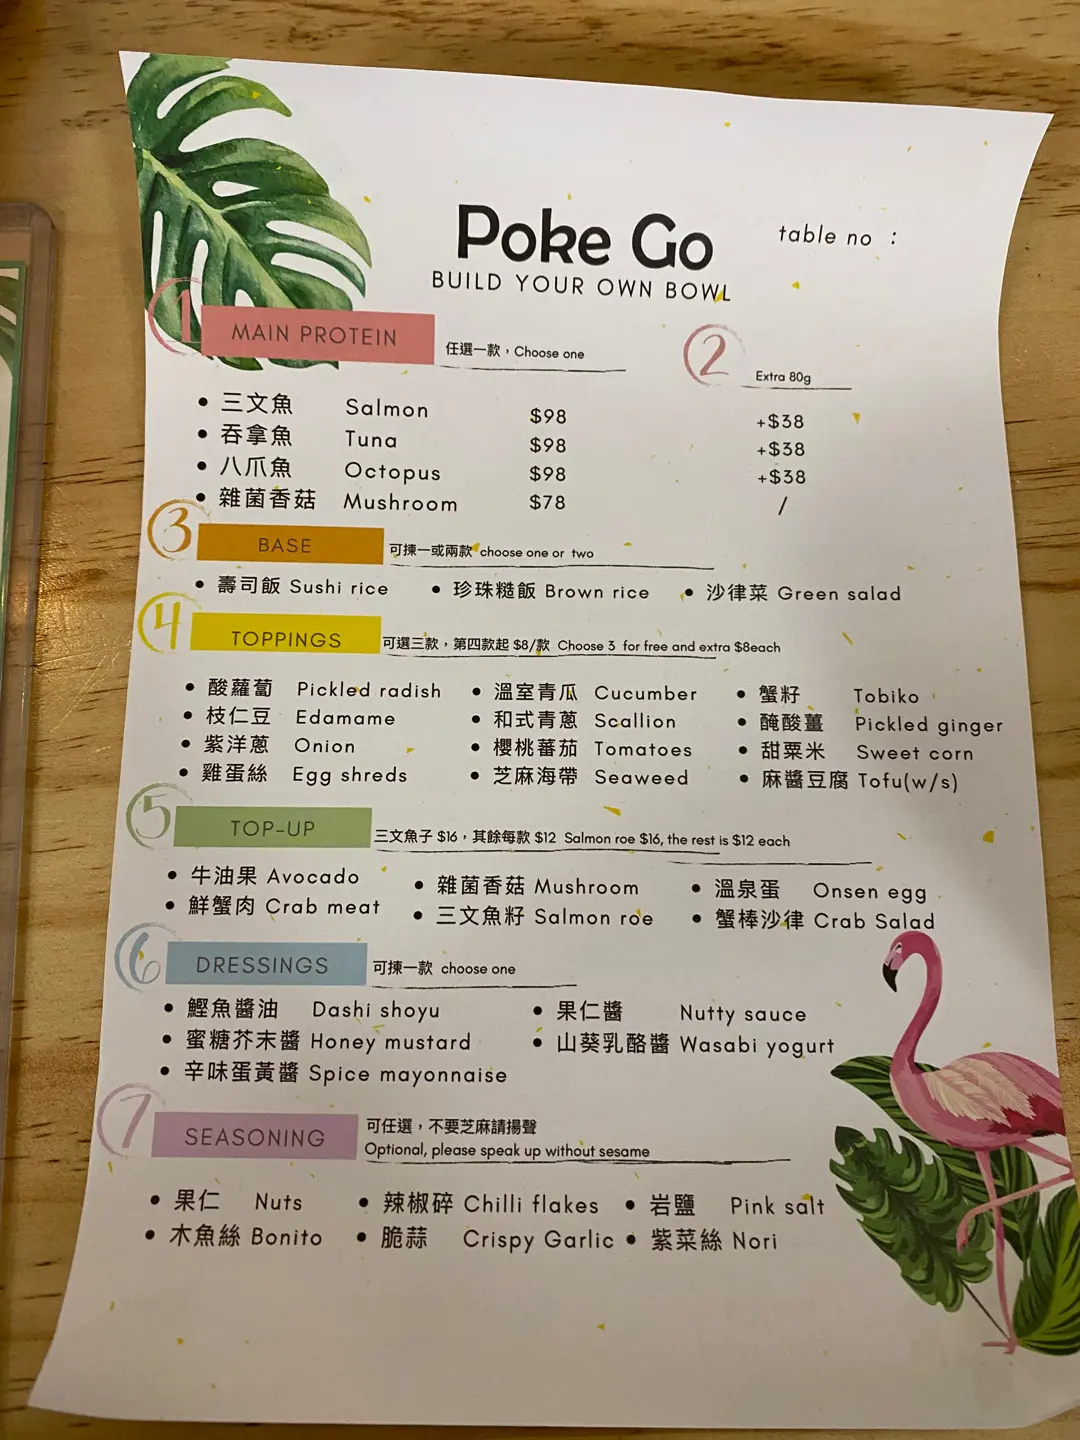 Poke Go
table no :
BUILD YOUR OWN BOWL
1 MAIN PROTEIN 任選一款，Choose one
2 Extra 80g
• 三文魚 Salmon $98 +$38
• 吞拿魚 Tuna $98 +$38
• 八爪魚 Octopus $98 +$38
• 雜菌香菇 Mushroom $78 /
3 BASE 可揀一或兩款 choose one or two
• 壽司飯 Sushi rice • 珍珠糙飯 Brown rice • 沙律菜 Green salad
4 TOPPINGS 可選三款，第四款起 $8/款 Choose 3 for free and extra $8each
• 酸蘿蔔 Pickled radish • 溫室青瓜 Cucumber • 蟹籽 Tobiko
• 枝仁豆 Edamame • 和式青蔥 Scallion • 醃酸薑 Pickled ginger
• 紫洋蔥 Onion • 櫻桃蕃茄 Tomatoes • 甜粟米 Sweet corn
• 雞蛋絲 Egg shreds • 芝麻海帶 Seaweed • 麻醬豆腐 Tofu(w/s)
5 TOP-UP 三文魚子 $16，其餘每款 $12 Salmon roe $16, the rest is $12 each
• 牛油果 Avocado • 雜菌香菇 Mushroom • 溫泉蛋 Onsen egg
• 鮮蟹肉 Crab meat • 三文魚籽 Salmon roe • 蟹棒沙律 Crab Salad
6 DRESSINGS 可揀一款 choose one
• 鰹魚醬油 Dashi shoyu • 果仁醬 Nutty sauce
• 蜜糖芥末醬 Honey mustard • 山葵乳酪醬 Wasabi yogurt
• 辛味蛋黃醬 Spice mayonnaise
7 SEASONING 可任選，不要芝麻請揚聲
Optional, please speak up without sesame
• 果仁 Nuts • 辣椒碎 Chilli flakes • 岩鹽 Pink salt
• 木魚絲 Bonito • 脆蒜 Crispy Garlic • 紫菜絲 Nori